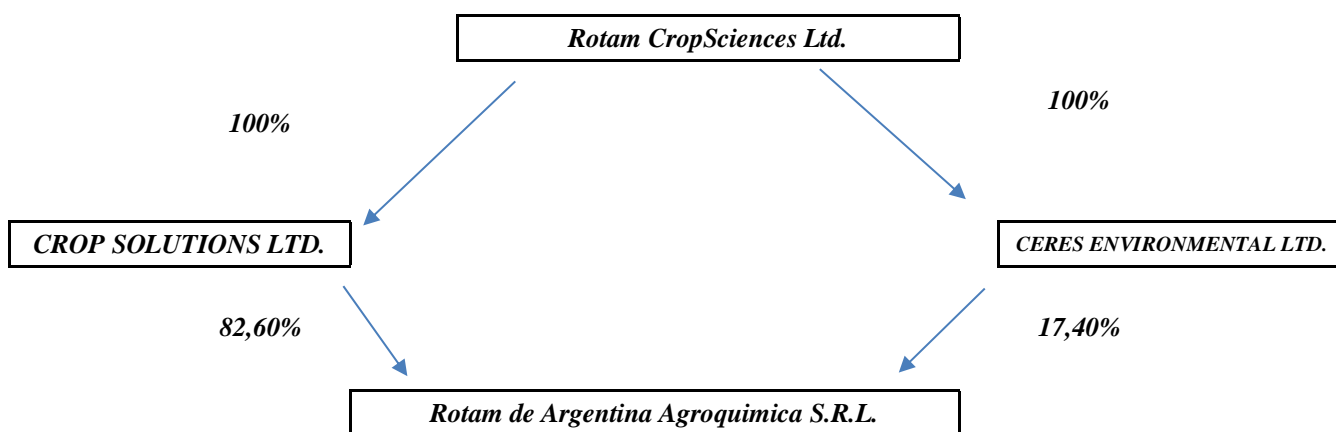 Rotam CropSciences Ltd.
100%
100%
CROP SOLUTIONS LTD.
CERES ENVIRONMENTAL LTD.
82,60%
17,40%
Rotam de Argentina Agroquimica S.R.L.